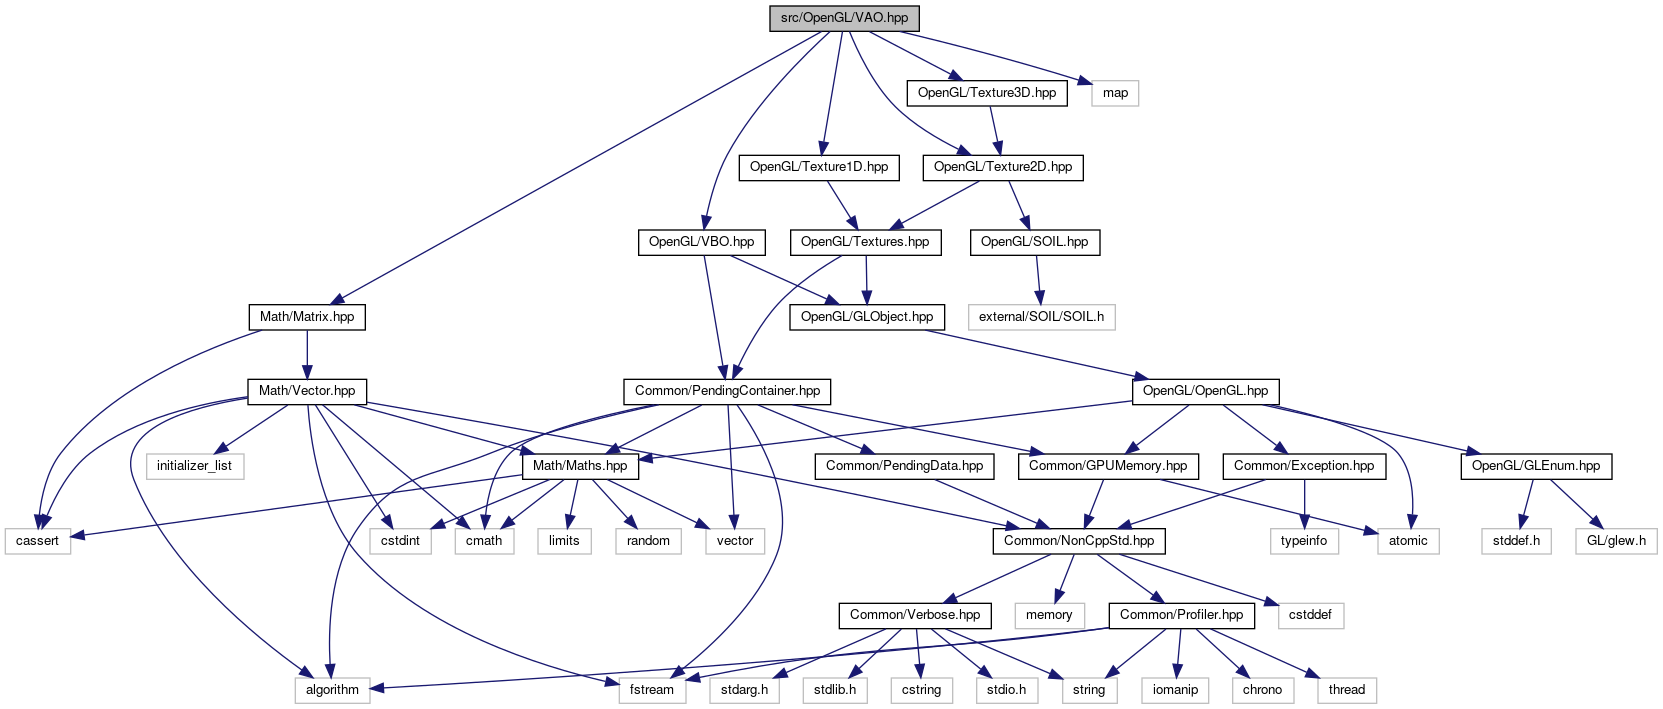 src/OpenGL/VAO.hpp
OpenGL/Texture3D.hpp
map
OpenGL/Texture1D.hpp
OpenGL/Texture2D.hpp
OpenGL/VBO.hpp
OpenGL/Textures.hpp
OpenGL/SOIL.hpp
Math/Matrix.hpp
OpenGL/GLObject.hpp
external/SOIL/SOIL.h
Math/Vector.hpp
Common/PendingContainer.hpp
OpenGL/OpenGL.hpp
initializer_list
Math/Maths.hpp
Common/PendingData.hpp
Common/GPUMemory.hpp
Common/Exception.hpp
OpenGL/GLEnum.hpp
cassert
cstdint
cmath
limits
random
vector
Common/NonCppStd.hpp
typeinfo
atomic
stddef.h
GL/glew.h
Common/Verbose.hpp
memory
Common/Profiler.hpp
cstddef
algorithm
fstream
stdarg.h
stdlib.h
cstring
stdio.h
string
iomanip
chrono
thread